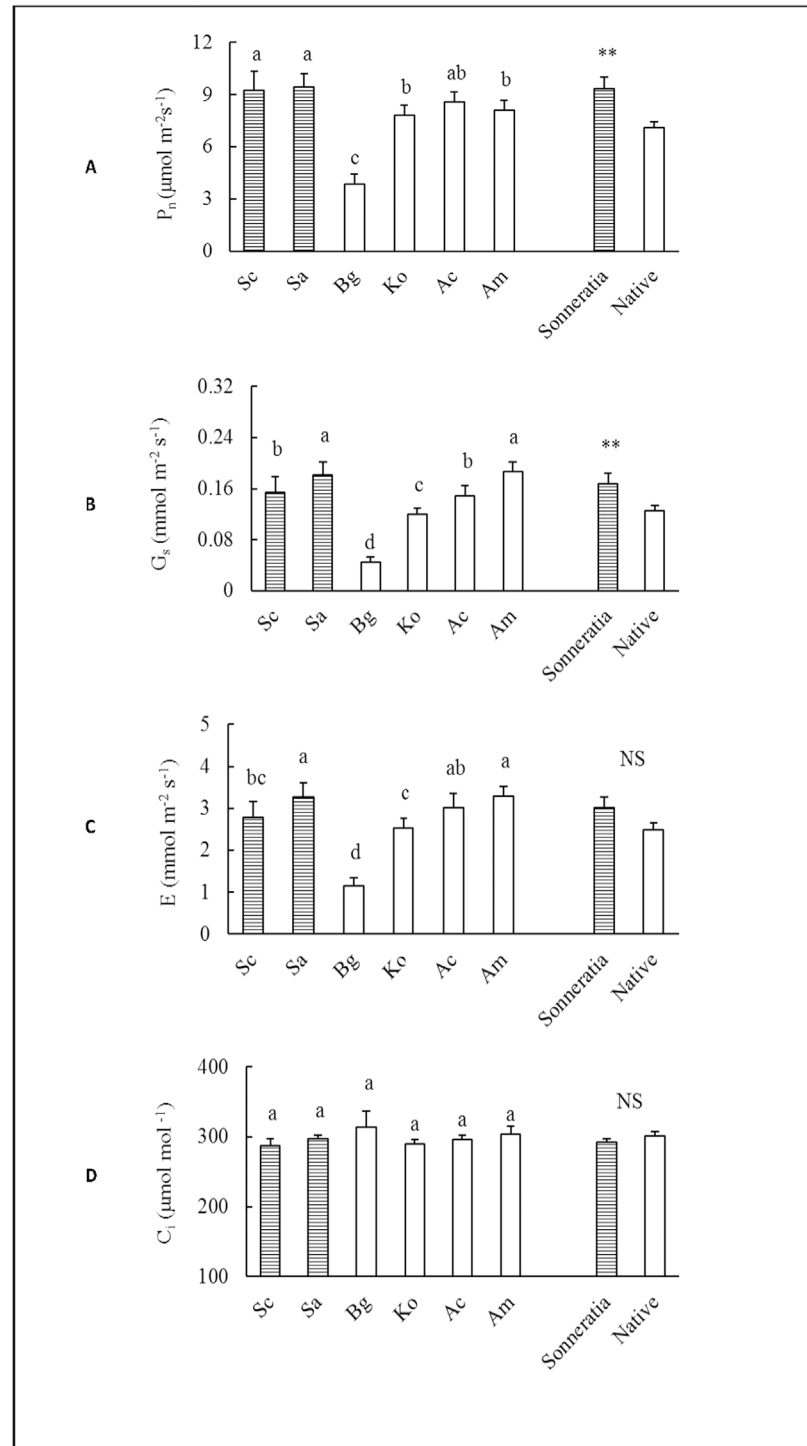 12
9
6
3
0
Pn (μmol m-2s-1)
A
a a c b ab b **
Sc Sa Bg Ko Ac Am Sonneratia Native
0.32
0.24
0.16
0.08
0
Gs (mmol m-2 s-1)
B
b a d c b a **
Sc Sa Bg Ko Ac Am Sonneratia Native
5
4
3
2
1
0
E (mmol m-2 s-1)
C
bc a d c ab a NS
Sc Sa Bg Ko Ac Am Sonneratia Native
400
300
200
100
Ci (μmol mol -1)
D
a a a a a a NS
Sc Sa Bg Ko Ac Am Sonneratia Native